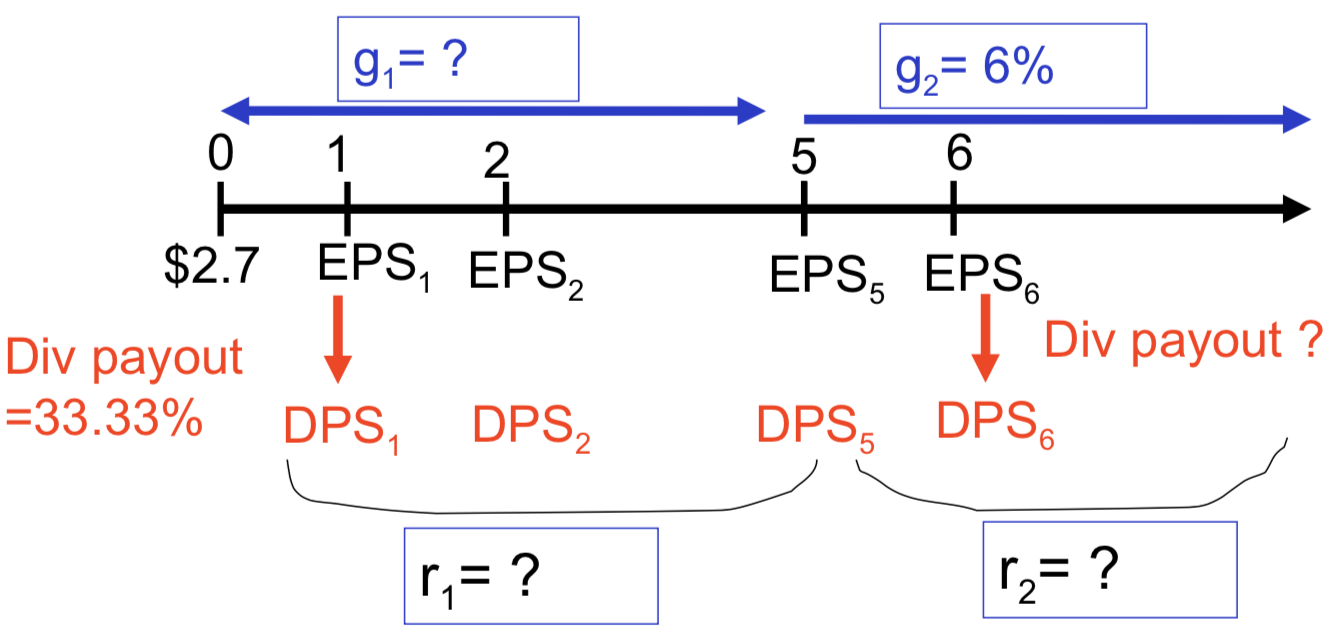 g₁= ?
g₂= 6%
0 1 2 5 6
$2.7 EPS₁ EPS₂ EPS₅ EPS₆
Div payout
=33.33%
Div payout ?
DPS₁ DPS₂ DPS₅ DPS₆
r₁= ?
r₂= ?